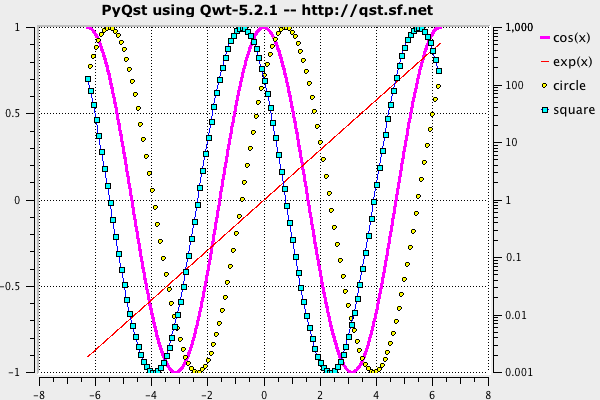 PyQst using Qwt-5.2.1 -- http://qst.sf.net
1
0.5
0
-0.5
-1
1,000
100
10
1
0.1
0.01
0.001
cos(x)
exp(x)
circle
square
-8 -6 -4 -2 0 2 4 6 8